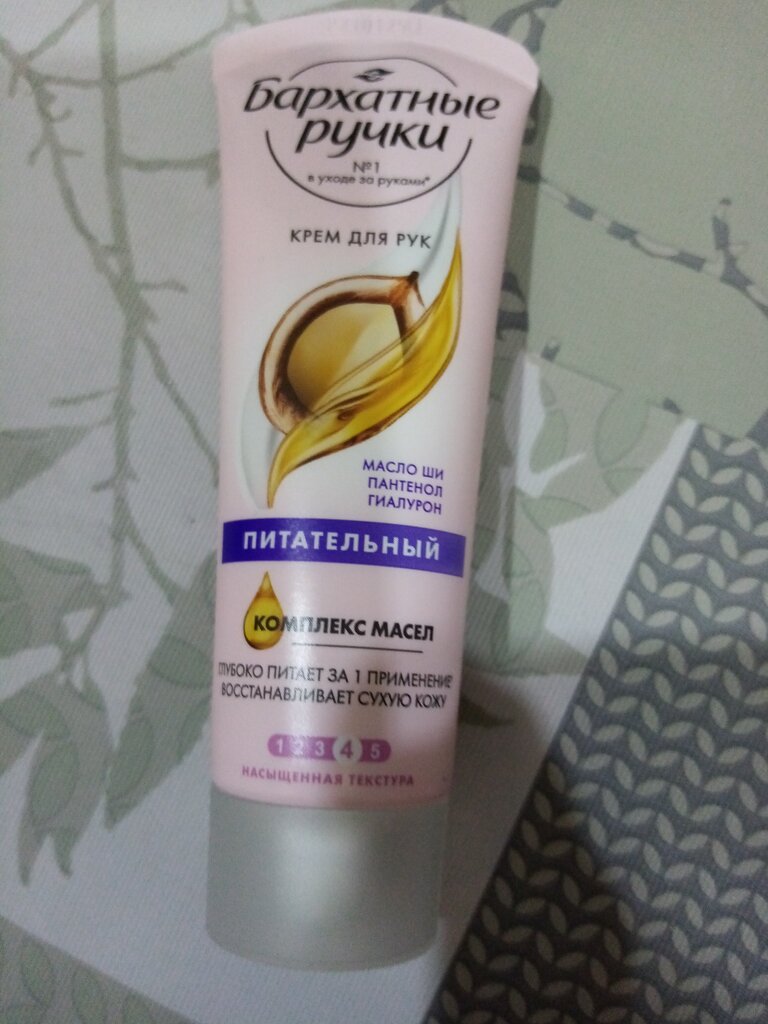 Бархатные
ручки
№1
в уходе за руками*
КРЕМ ДЛЯ РУК
МАСЛО ШИ
ПАНТЕНОЛ
ГИАЛУРОН
ПИТАТЕЛЬНЫЙ
КОМПЛЕКС МАСЕЛ
ГЛУБОКО ПИТАЕТ ЗА 1 ПРИМЕНЕНИЕ
ВОССТАНАВЛИВАЕТ СУХУЮ КОЖУ
1 2 3 4 5
НАСЫЩЕННАЯ ТЕКСТУРА